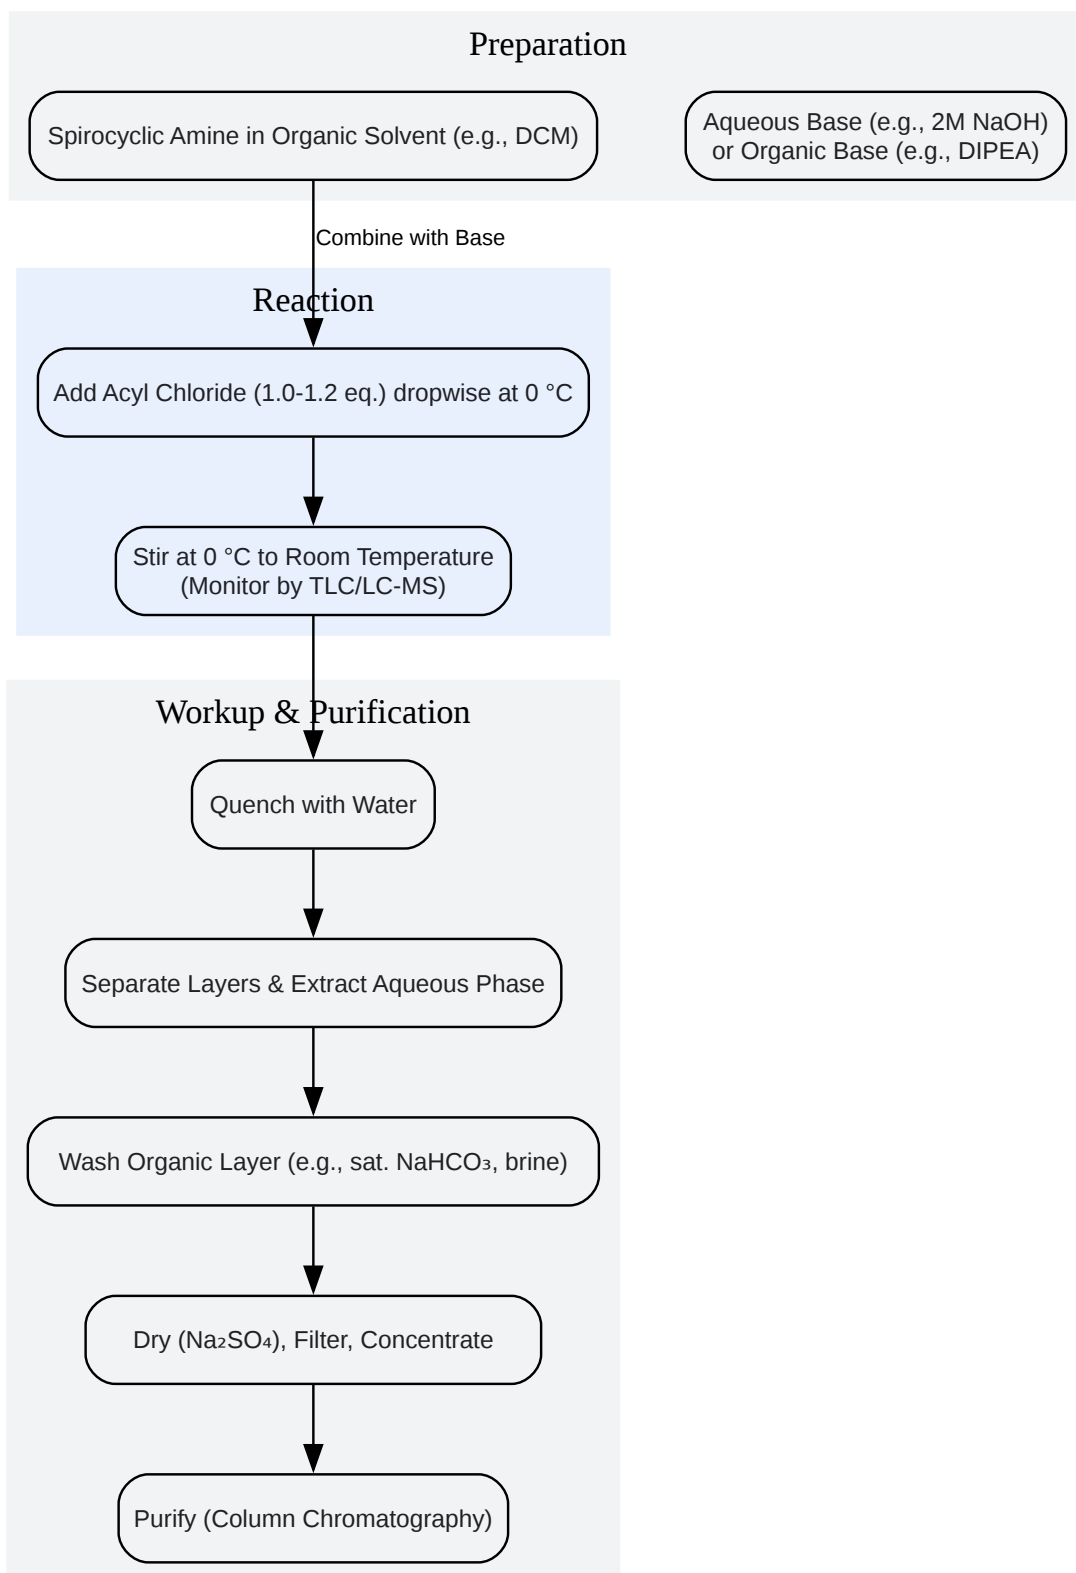 Preparation
Spirocyclic Amine in Organic Solvent (e.g., DCM)
Aqueous Base (e.g., 2M NaOH)
or Organic Base (e.g., DIPEA)
Combine with Base
Reaction
Add Acyl Chloride (1.0-1.2 eq.) dropwise at 0 °C
Stir at 0 °C to Room Temperature
(Monitor by TLC/LC-MS)
Workup & Purification
Quench with Water
Separate Layers & Extract Aqueous Phase
Wash Organic Layer (e.g., sat. NaHCO₃, brine)
Dry (Na₂SO₄), Filter, Concentrate
Purify (Column Chromatography)